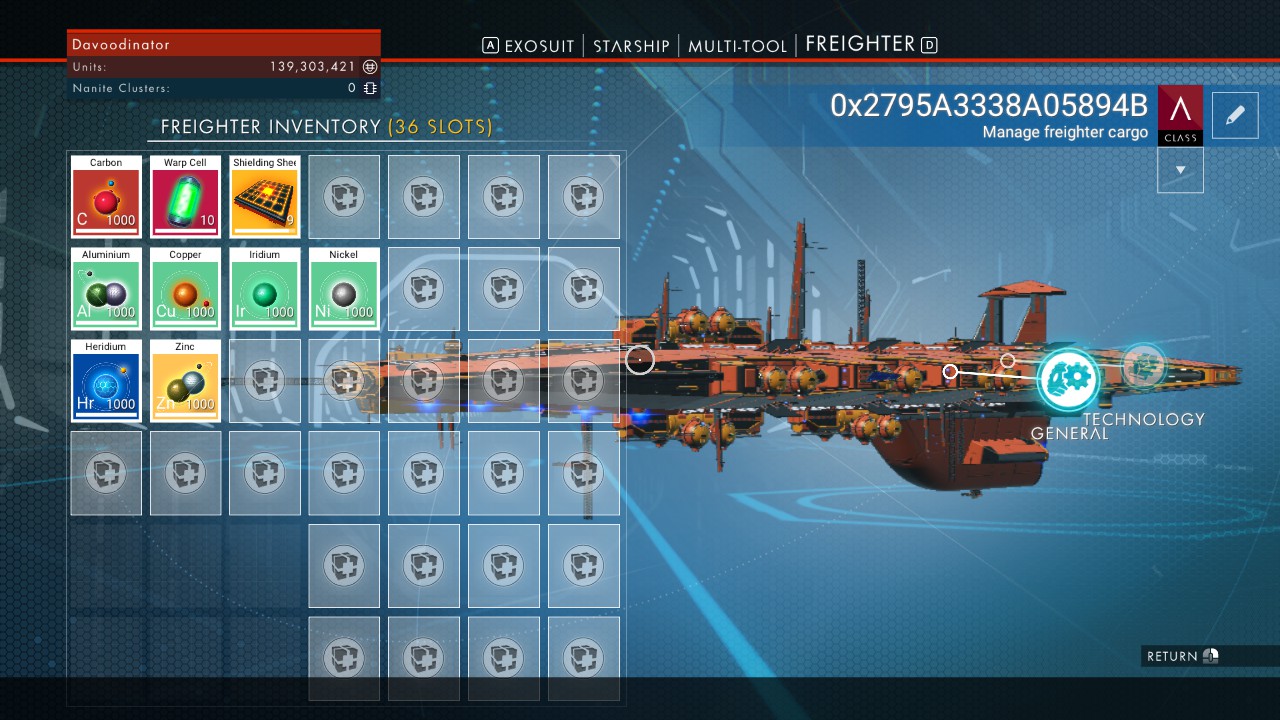 Davoodinator
Units: 139,303,421
Nanite Clusters: 0
A EXOSUIT STARSHIP MULTI-TOOL FREIGHTER D
0x2795A3338A05894B
Manage freighter cargo
CLASS
FREIGHTER INVENTORY (36 SLOTS)
Carbon Warp Cell Shielding Shee
C 1000 10 9
Aluminium Copper Iridium Nickel
Al 1000 Cu 1000 Ir 1000 Ni 1000
Heridium Zinc
Hr 1000 Zn 1000
TECHNOLOGY
GENERAL
RETURN